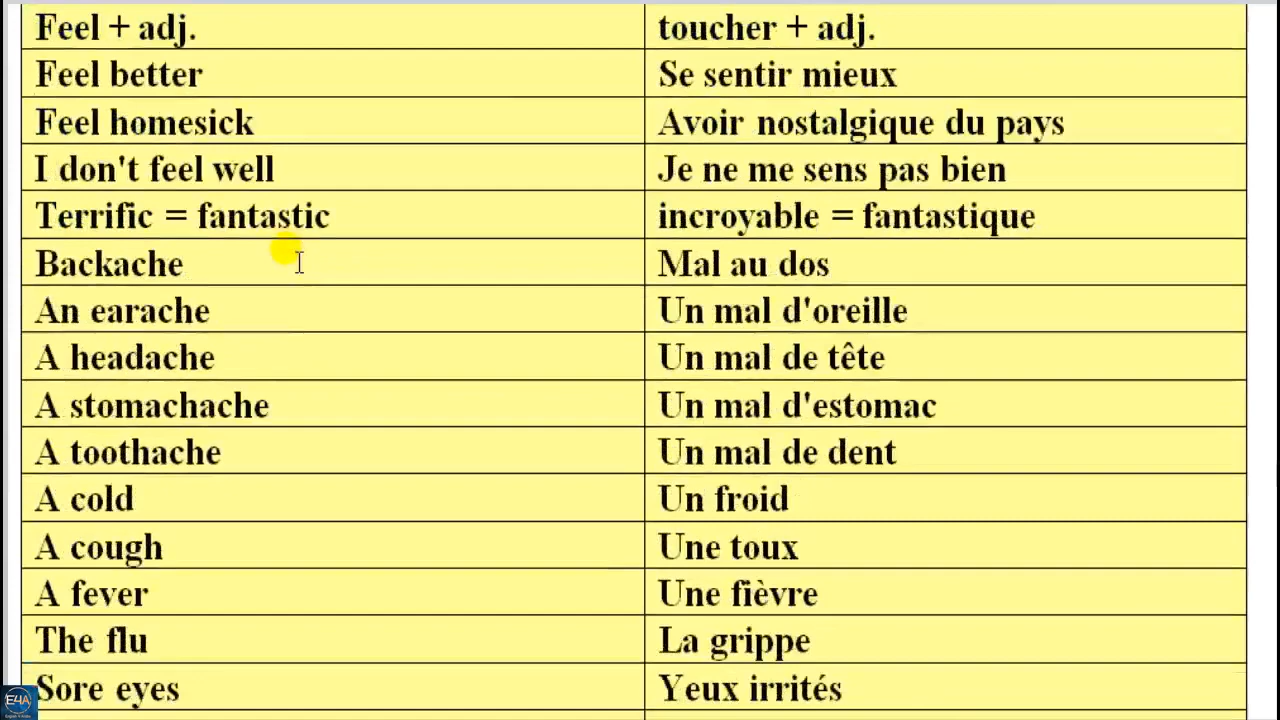 Feel + adj. toucher + adj.
Feel better Se sentir mieux
Feel homesick Avoir nostalgique du pays
I don't feel well Je ne me sens pas bien
Terrific = fantastic incroyable = fantastique
Backache Mal au dos
An earache Un mal d'oreille
A headache Un mal de tête
A stomachache Un mal d'estomac
A toothache Un mal de dent
A cold Un froid
A cough Une toux
A fever Une fièvre
The flu La grippe
Sore eyes Yeux irrités
E4A